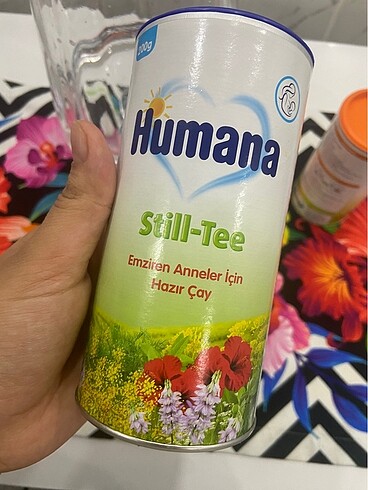 200g
Humana
Still-Tee
Emziren Anneler İçin
Hazır Çay